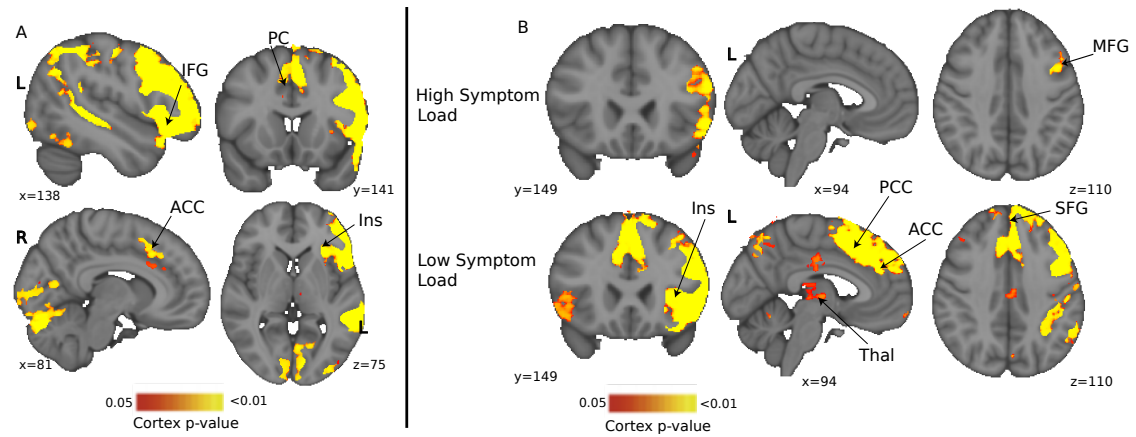 A
PC
IFG
L
x=138
y=141
ACC
Ins
R
L
x=81
z=75
0.05
<0.01
Cortex p-value
B
High Symptom
Load
L
MFG
y=149
x=94
z=110
Low Symptom
Load
Ins
L
PCC
ACC
SFG
Thal
y=149
x=94
z=110
0.05
<0.01
Cortex p-value